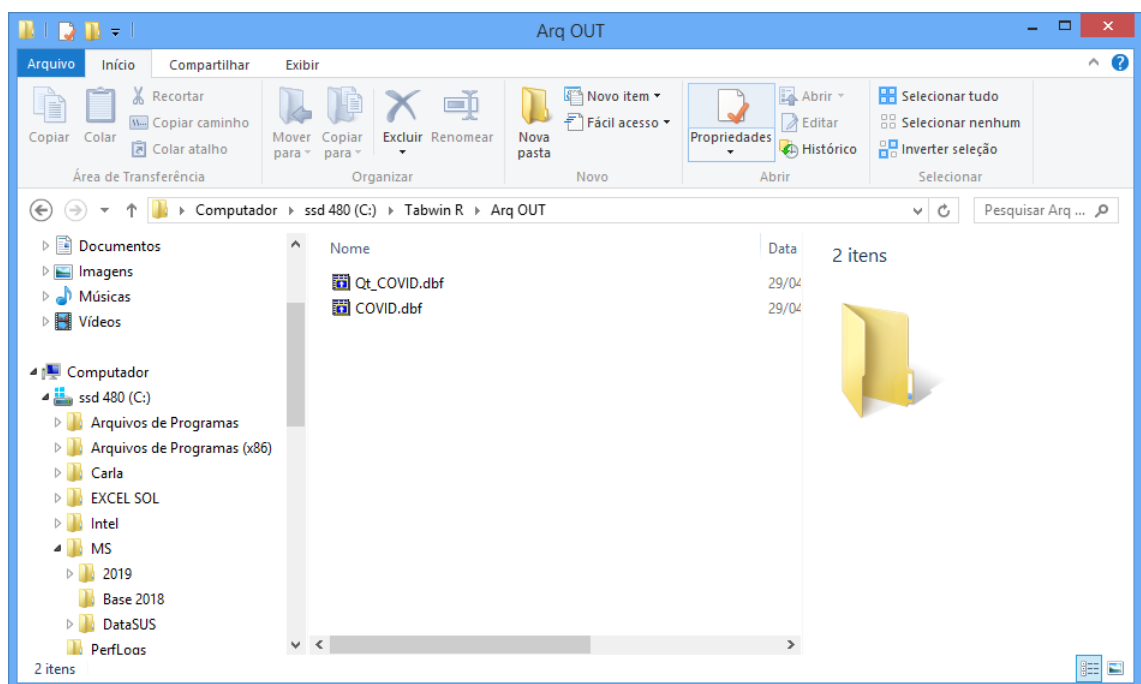 Arq OUT
Arquivo Início Compartilhar Exibir
Copiar
Colar
Recortar
Copiar caminho
Colar atalho
Área de Transferência
Mover para
Copiar para
Excluir
Renomear
Organizar
Nova pasta
Novo item
Fácil acesso
Novo
Propriedades
Abrir
Editar
Histórico
Abrir
Selecionar tudo
Selecionar nenhum
Inverter seleção
Selecionar
Computador ssd 480 (C:) Tabwin R Arq OUT
Pesquisar Arq ...
Documentos
Imagens
Músicas
Vídeos
Computador
ssd 480 (C:)
Arquivos de Programas
Arquivos de Programas (x86)
Carla
EXCEL SOL
Intel
MS
2019
Base 2018
DataSUS
PerfLogs
Nome Data
Qt_COVID.dbf 29/04
COVID.dbf 29/04
2 itens
2 itens